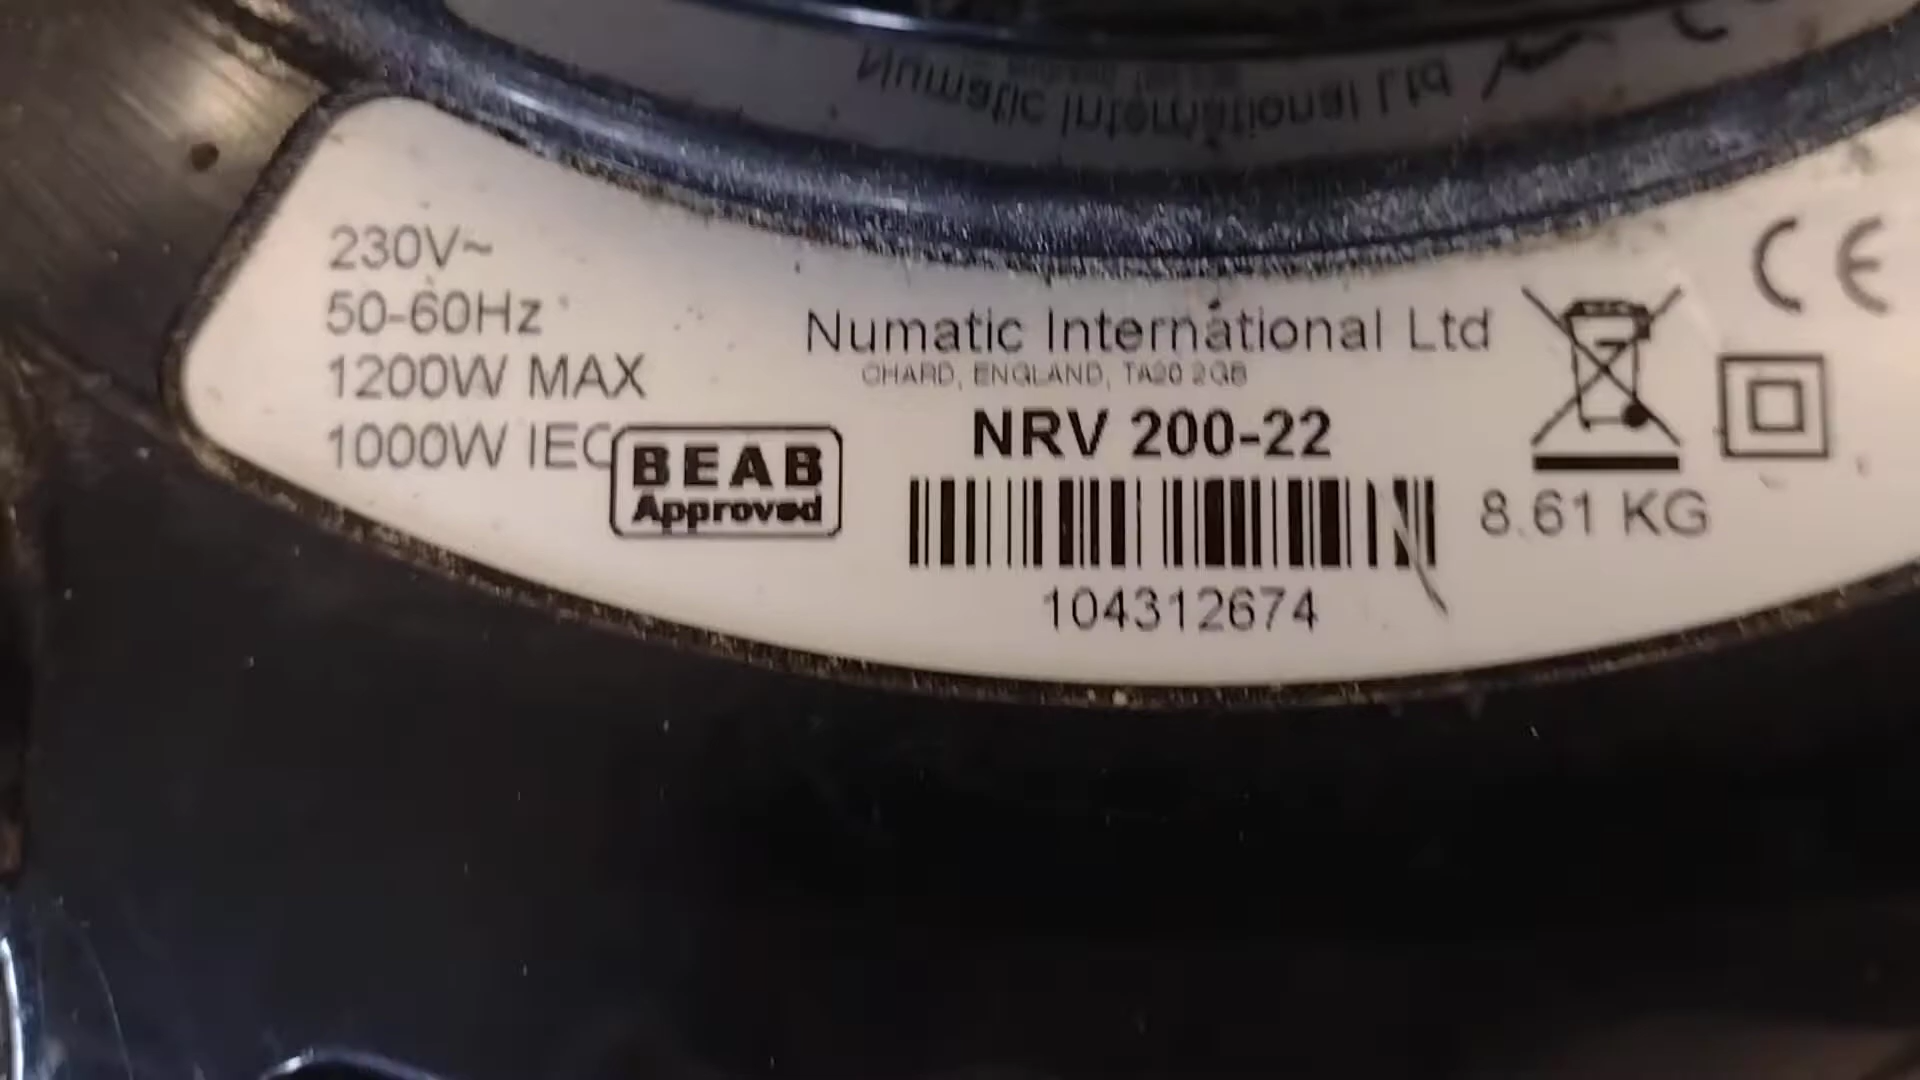 Numatic International Ltd
230V~
50-60Hz
1200W MAX
1000W IEC
BEAB
Approved
Numatic International Ltd
CHARD, ENGLAND, TA20 2GB
NRV 200-22
104312674
8.61 KG
CE